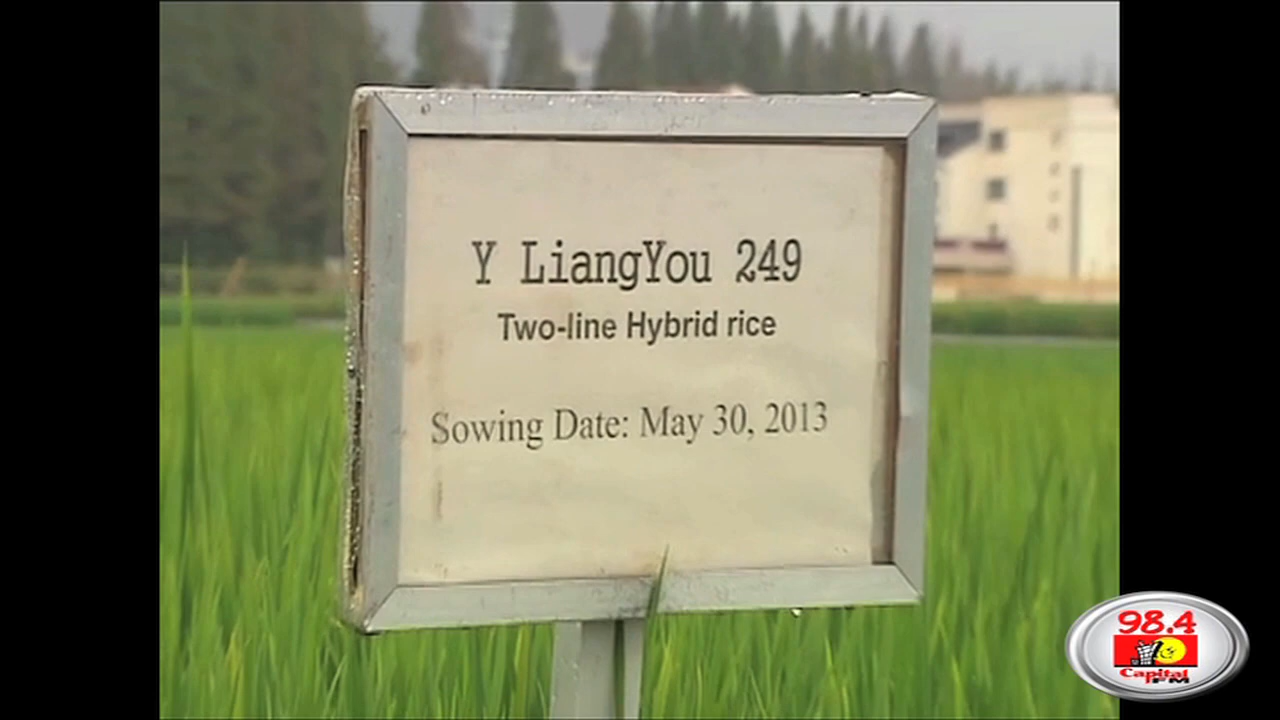 Y LiangYou 249
Two-line Hybrid rice
Sowing Date: May 30, 2013
98.4
Capital
FM